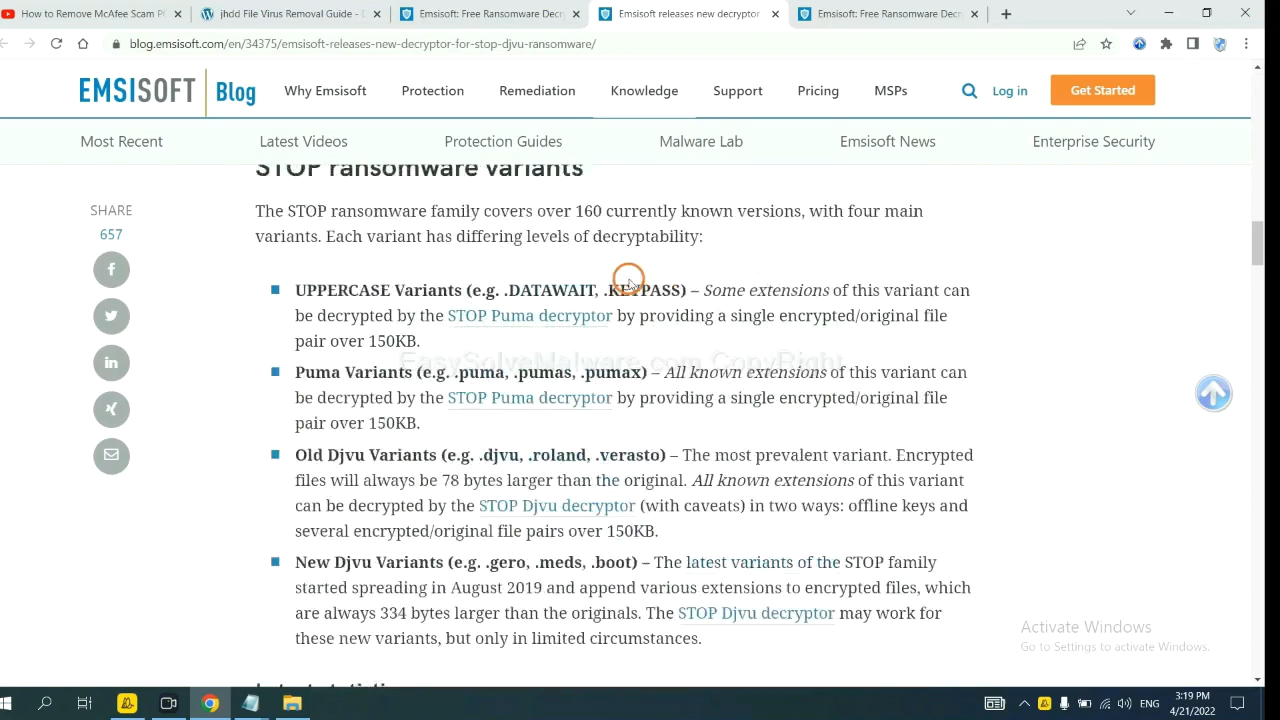 How to Remove McAfee Scam P
jhdd File Virus Removal Guide - D
Emsisoft: Free Ransomware Decr
Emsisoft releases new decryptor
Emsisoft: Free Ransomware Decr
blog.emsisoft.com/en/34375/emsisoft-releases-new-decryptor-for-stop-djvu-ransomware/
EMSISOFT Blog
Why Emsisoft
Protection
Remediation
Knowledge
Support
Pricing
MSPs
Log in
Get Started
Most Recent
Latest Videos
Protection Guides
Malware Lab
Emsisoft News
Enterprise Security
STOP ransomware variants
SHARE
657
The STOP ransomware family covers over 160 currently known versions, with four main
variants. Each variant has differing levels of decryptability:
UPPERCASE Variants (e.g. .DATAWAIT, .KEYPASS) – Some extensions of this variant can
be decrypted by the STOP Puma decryptor by providing a single encrypted/original file
pair over 150KB.
EasySolveMalware.com CopyRight
Puma Variants (e.g. .puma, .pumas, .pumax) – All known extensions of this variant can
be decrypted by the STOP Puma decryptor by providing a single encrypted/original file
pair over 150KB.
Old Djvu Variants (e.g. .djvu, .roland, .verasto) – The most prevalent variant. Encrypted
files will always be 78 bytes larger than the original. All known extensions of this variant
can be decrypted by the STOP Djvu decryptor (with caveats) in two ways: offline keys and
several encrypted/original file pairs over 150KB.
New Djvu Variants (e.g. .gero, .meds, .boot) – The latest variants of the STOP family
started spreading in August 2019 and append various extensions to encrypted files, which
are always 334 bytes larger than the originals. The STOP Djvu decryptor may work for
these new variants, but only in limited circumstances.
Activate Windows
Go to Settings to activate Windows.
ENG
3:19 PM
4/21/2022